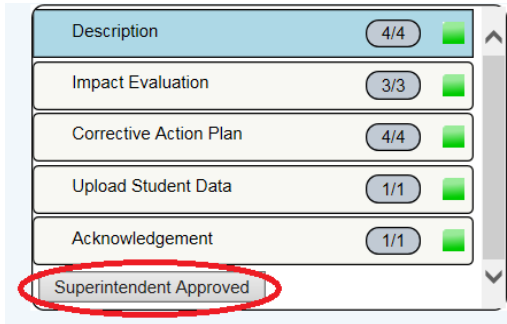 Description 4/4
Impact Evaluation 3/3
Corrective Action Plan 4/4
Upload Student Data 1/1
Acknowledgement 1/1
Superintendent Approved